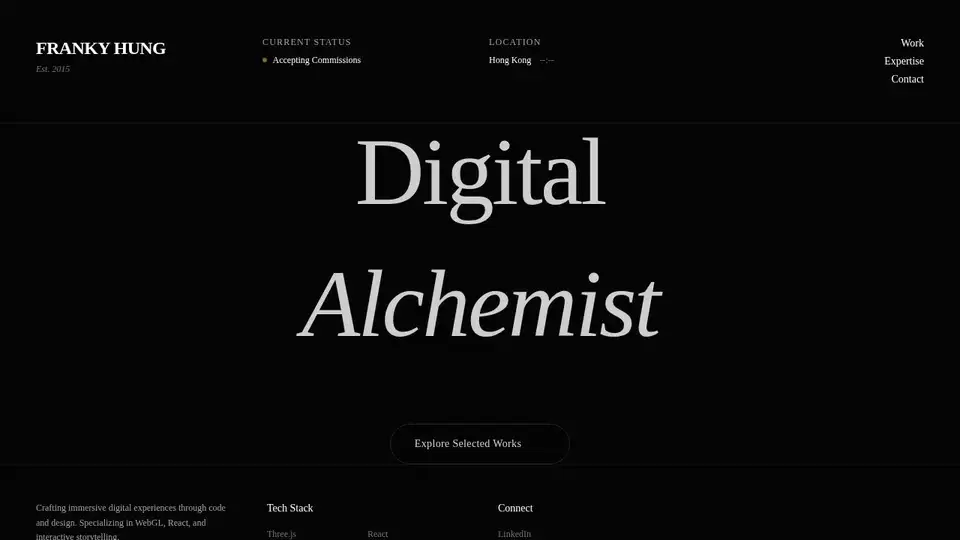 FRANKY HUNG
Est. 2015
CURRENT STATUS
Accepting Commissions
LOCATION
Hong Kong --:--
Work
Expertise
Contact
Digital
Alchemist
Explore Selected Works
Crafting immersive digital experiences through code
and design. Specializing in WebGL, React, and
interactive storytelling.
Tech Stack
Three.js
React
Connect
LinkedIn